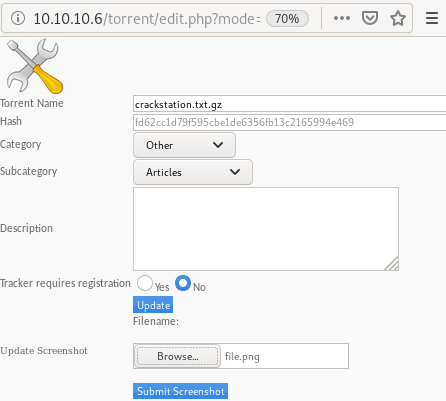 10.10.10.6/torrent/edit.php?mode=
70%
Torrent Name
crackstation.txt.gz
Hash
fd62cc1d79f595cbe1de6356fb13c2165994e469
Category
Other
Subcategory
Articles
Description
Tracker requires registration
Yes
No
Update
Filename:
Update Screenshot
Browse...
file.png
Submit Screenshot